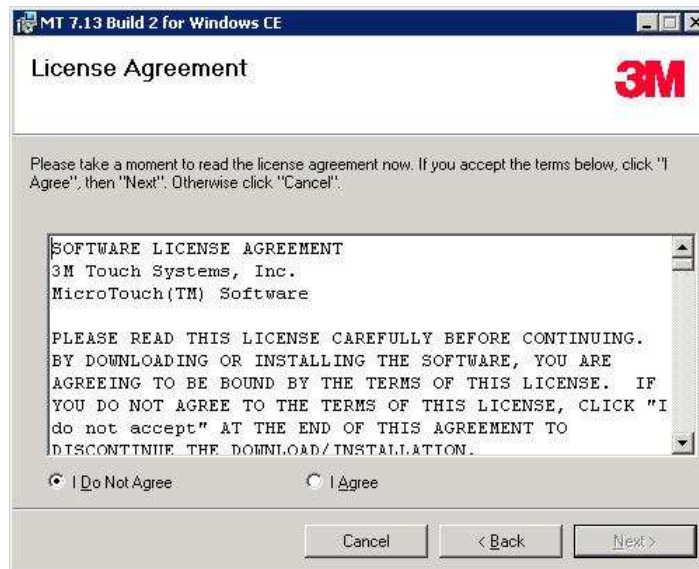 MT 7.13 Build 2 for Windows CE
License Agreement
3M
Please take a moment to read the license agreement now. If you accept the terms below, click "I
Agree", then "Next". Otherwise click "Cancel".
SOFTWARE LICENSE AGREEMENT
3M Touch Systems, Inc.
MicroTouch(TM) Software
PLEASE READ THIS LICENSE CAREFULLY BEFORE CONTINUING.
BY DOWNLOADING OR INSTALLING THE SOFTWARE, YOU ARE
AGREEING TO BE BOUND BY THE TERMS OF THIS LICENSE.  IF
YOU DO NOT AGREE TO THE TERMS OF THIS LICENSE, CLICK "I
do not accept" AT THE END OF THIS AGREEMENT TO
DISCONTINUE THE DOWNLOAD/INSTALLATION.
I Do Not Agree
I Agree
Cancel
< Back
Next >